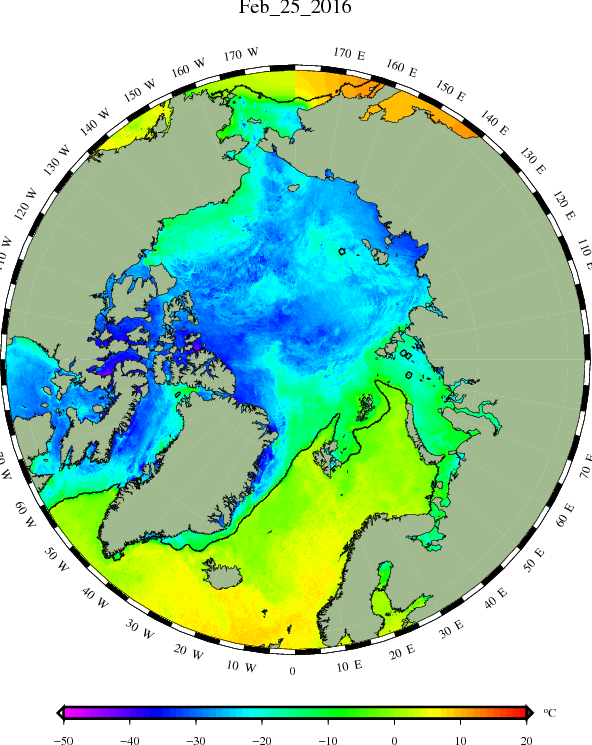 Feb_25_2016
170 W
170 E
160 W
160 E
150 W
150 E
140 W
140 E
130 W
130 E
120 W
120 E
110 E
70 E
60 W
60 E
50 W
50 E
40 W
40 E
30 W
30 E
20 W
20 E
10 W
10 E
0
°C
−50 −40 −30 −20 −10 0 10 20